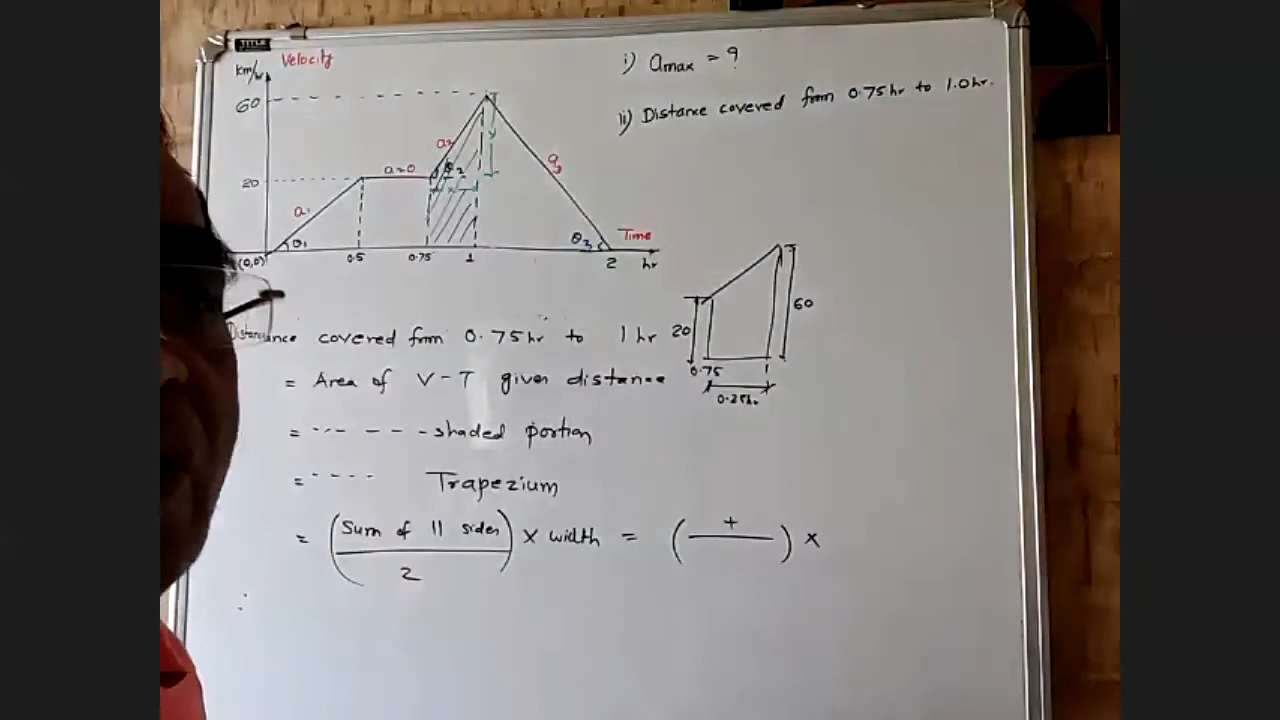 TITLE
Velocity
km/hr
60
20
a1
a=0
a2
a3
θ1
θ2
θ3
x
y
(0,0)
0.5
0.75
1
2
Time
hr
i) amax = ?
ii) Distance covered from 0.75hr to 1.0hr.
20
60
0.75
1
0.25hr
Distance covered from 0.75hr to 1hr
= Area of V-T given distance
= -- - - - shaded portion
= - - - - Trapezium
= (Sum of 11 sides / 2) × width = ( + / ) ×